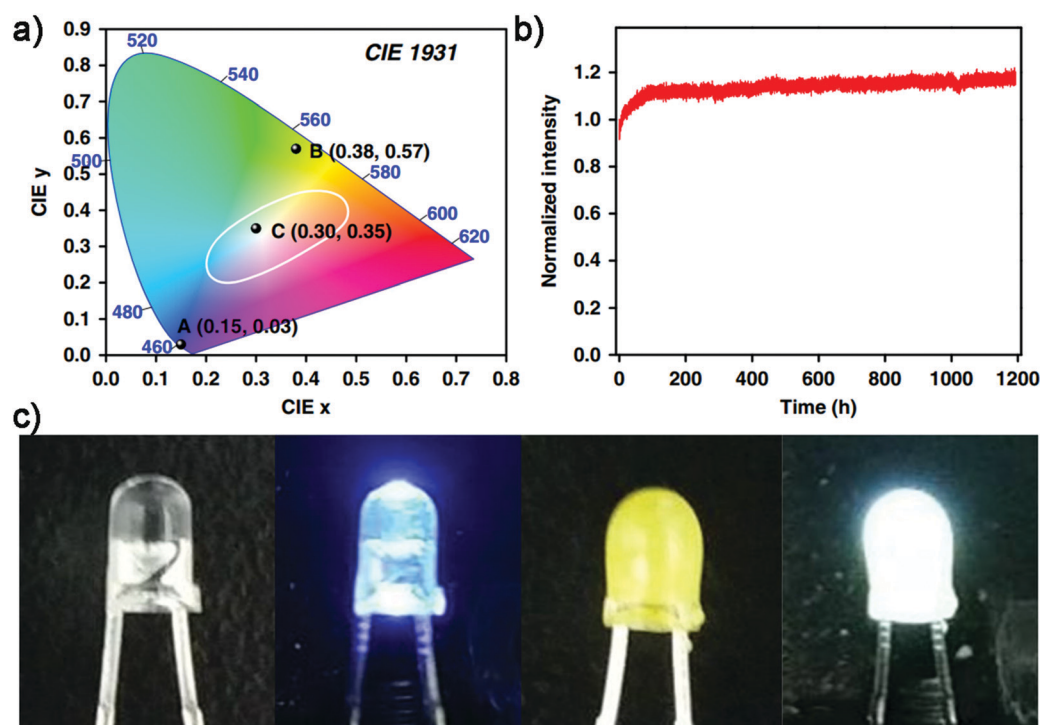 a)
CIE 1931
CIE y
0.9
0.8
0.7
0.6
0.5
0.4
0.3
0.2
0.1
0.0
520
540
560
500
580
600
620
480
460
B (0.38, 0.57)
C (0.30, 0.35)
A (0.15, 0.03)
0.0 0.1 0.2 0.3 0.4 0.5 0.6 0.7 0.8
CIE x
b)
Normalized intensity
1.2
1.0
0.8
0.6
0.4
0.2
0.0
0 200 400 600 800 1000 1200
Time (h)
c)